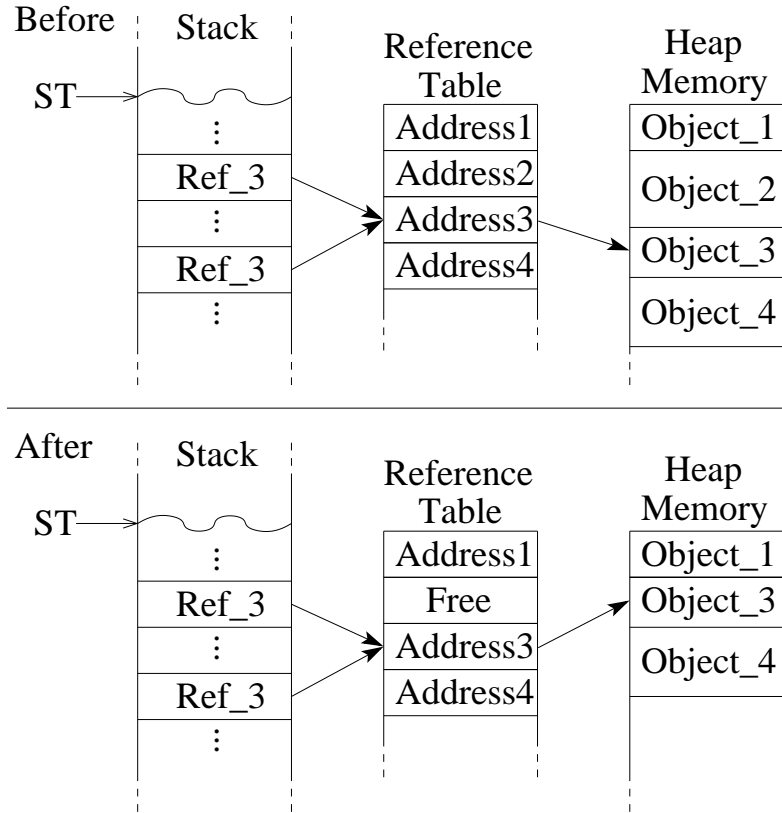 Before
Stack
Reference
Table
Heap
Memory
ST
⋮
Ref_3
⋮
Ref_3
⋮
Address1
Address2
Address3
Address4
Object_1
Object_2
Object_3
Object_4
After
Stack
Reference
Table
Heap
Memory
ST
⋮
Ref_3
⋮
Ref_3
⋮
Address1
Free
Address3
Address4
Object_1
Object_3
Object_4